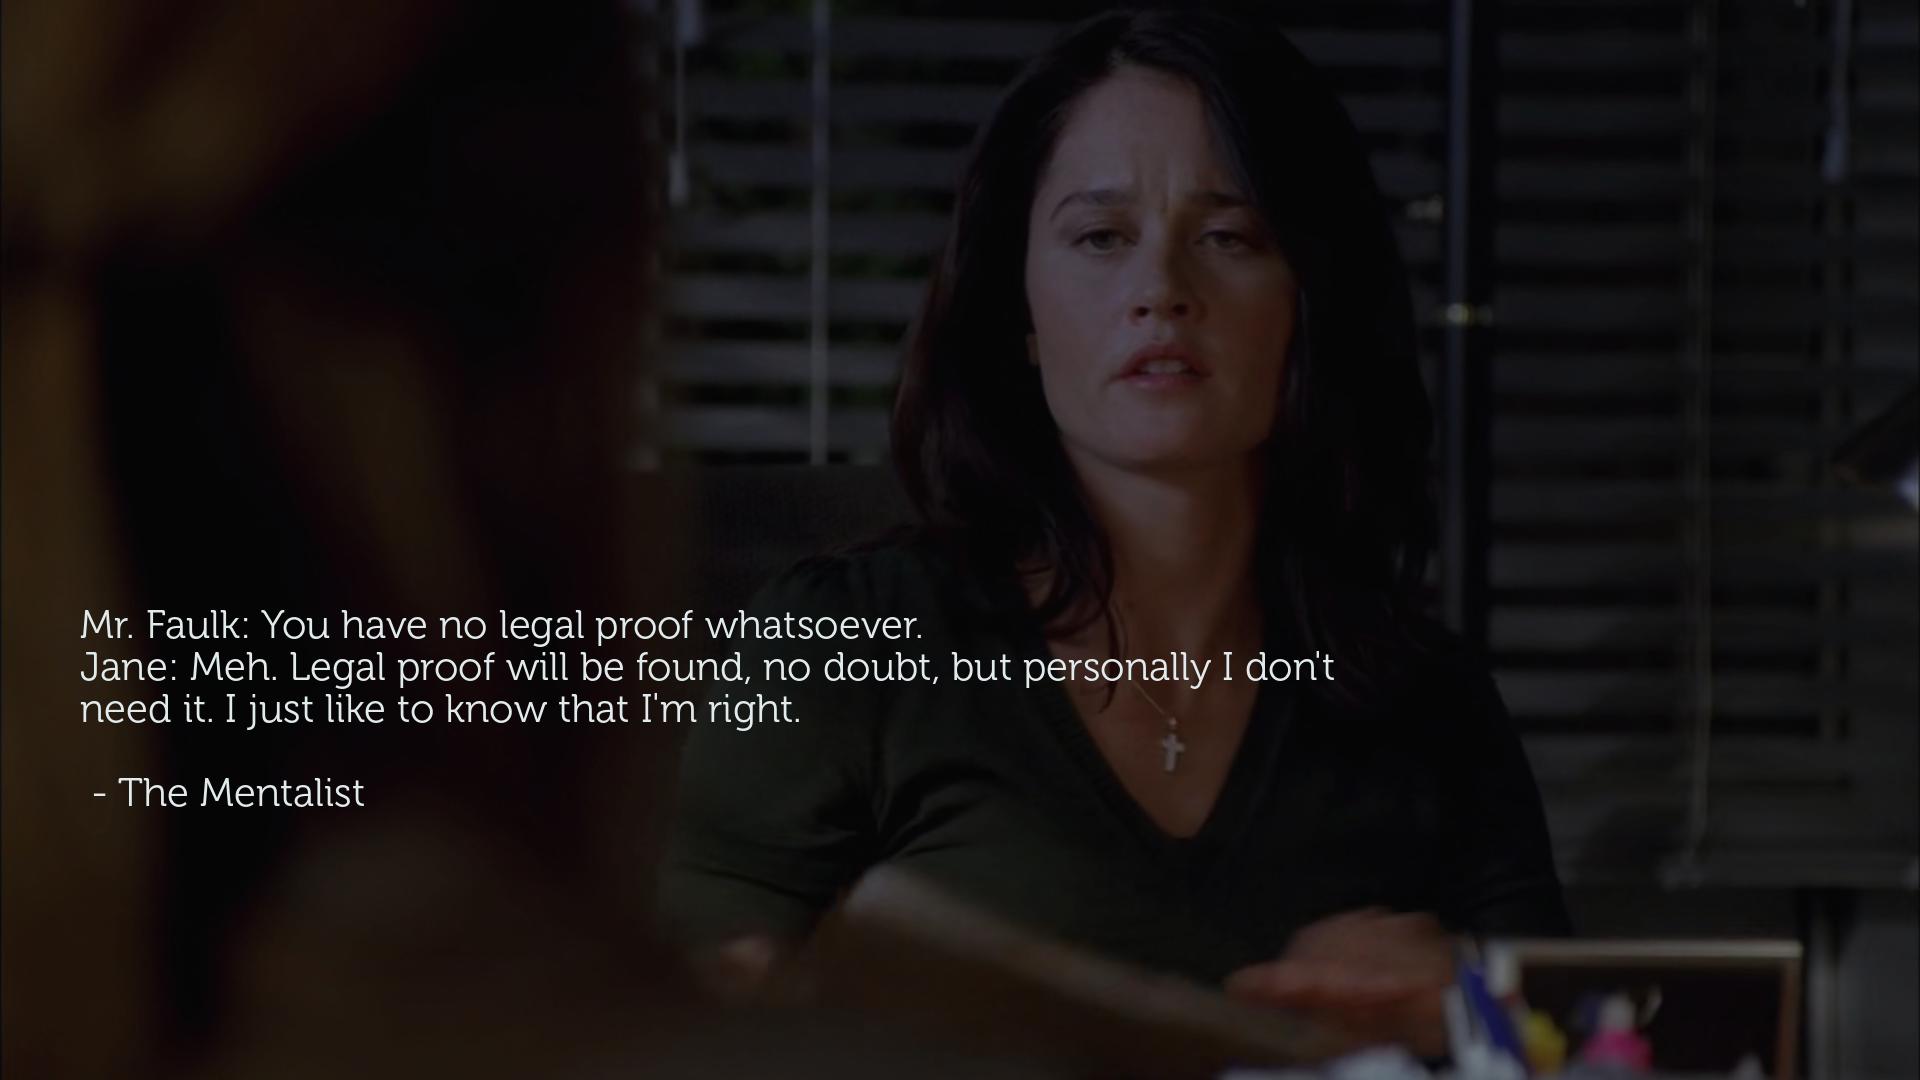 Mr. Faulk: You have no legal proof whatsoever.
Jane: Meh. Legal proof will be found, no doubt, but personally I don't
need it. I just like to know that I'm right.
- The Mentalist